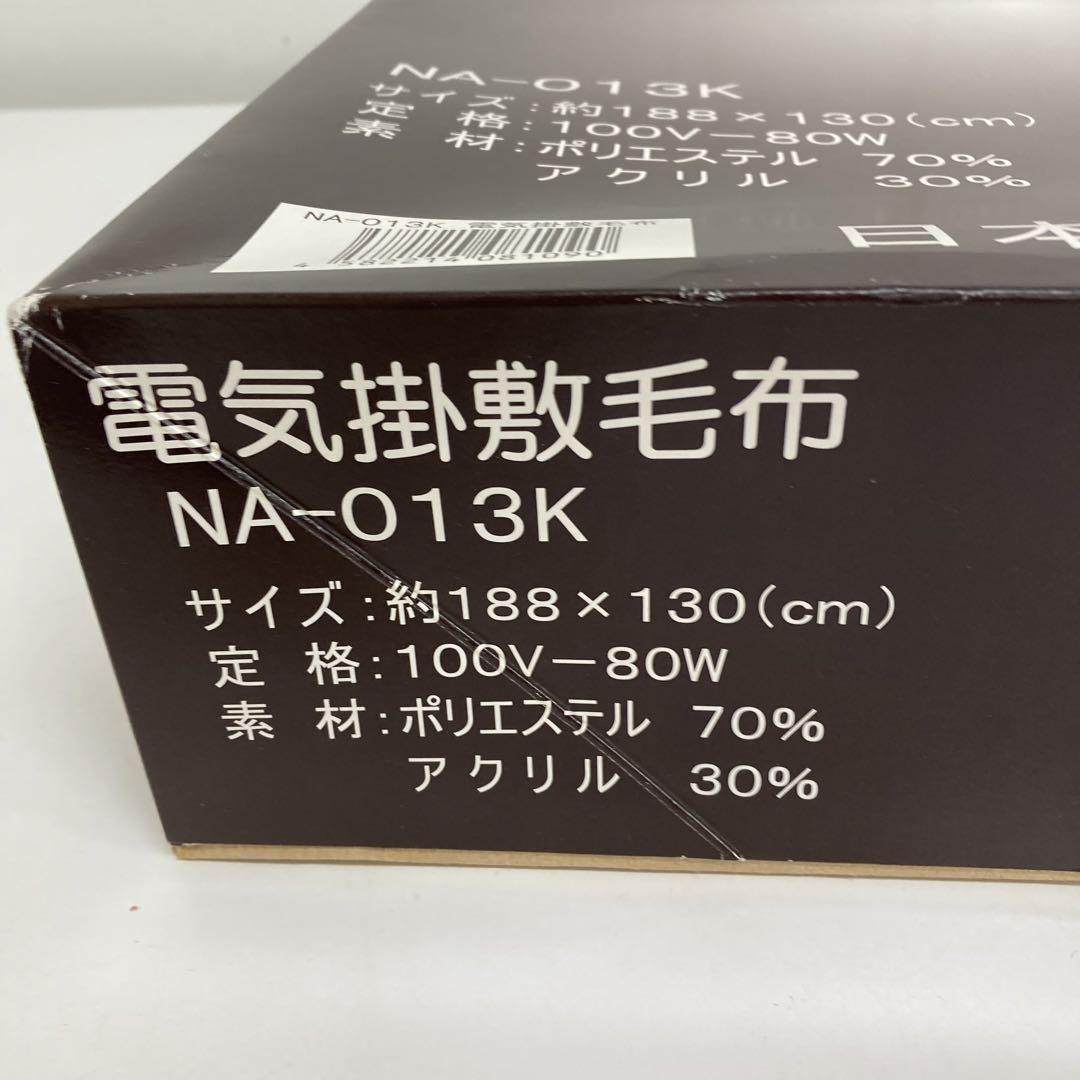 NA-013K
サイズ:約188×130(cm)
定格:100V-80W
素材:ポリエステル 70%
アクリル 30%
NA-013K 電気掛敷毛布
4 582214 081090
日本
電気掛敷毛布
NA-013K
サイズ:約188×130(cm)
定格:100V-80W
素材:ポリエステル 70%
アクリル 30%